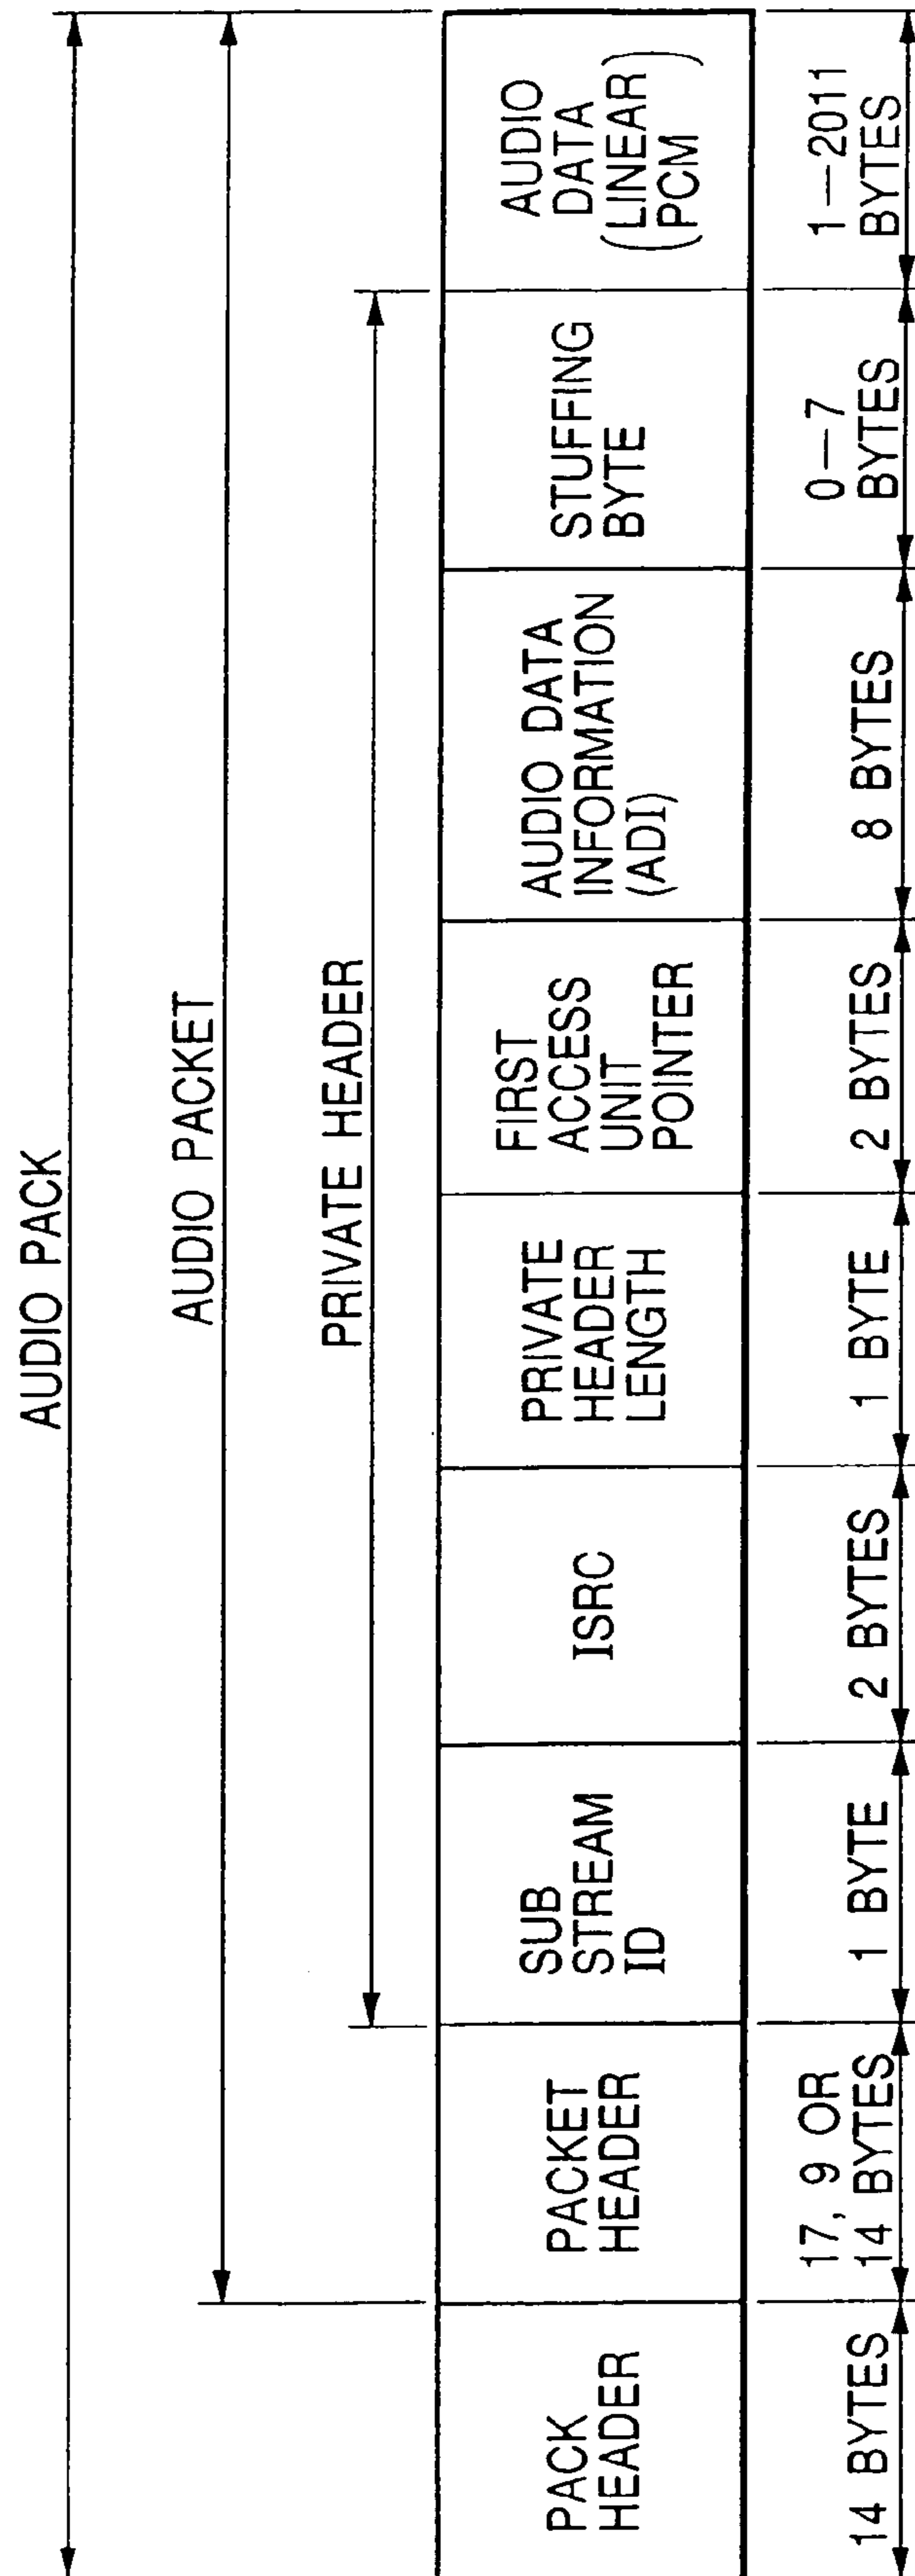 AUDIO PACK
AUDIO PACKET
PRIVATE HEADER
PACK
HEADER
PACKET
HEADER
SUB
STREAM
ID
ISRC
PRIVATE
HEADER
LENGTH
FIRST
ACCESS
UNIT
POINTER
AUDIO DATA
INFORMATION
(ADI)
STUFFING
BYTE
AUDIO
DATA
(LINEAR
PCM)
14 BYTES
17, 9 OR
14 BYTES
1 BYTE
2 BYTES
1 BYTE
2 BYTES
8 BYTES
0—7
BYTES
1—2011
BYTES